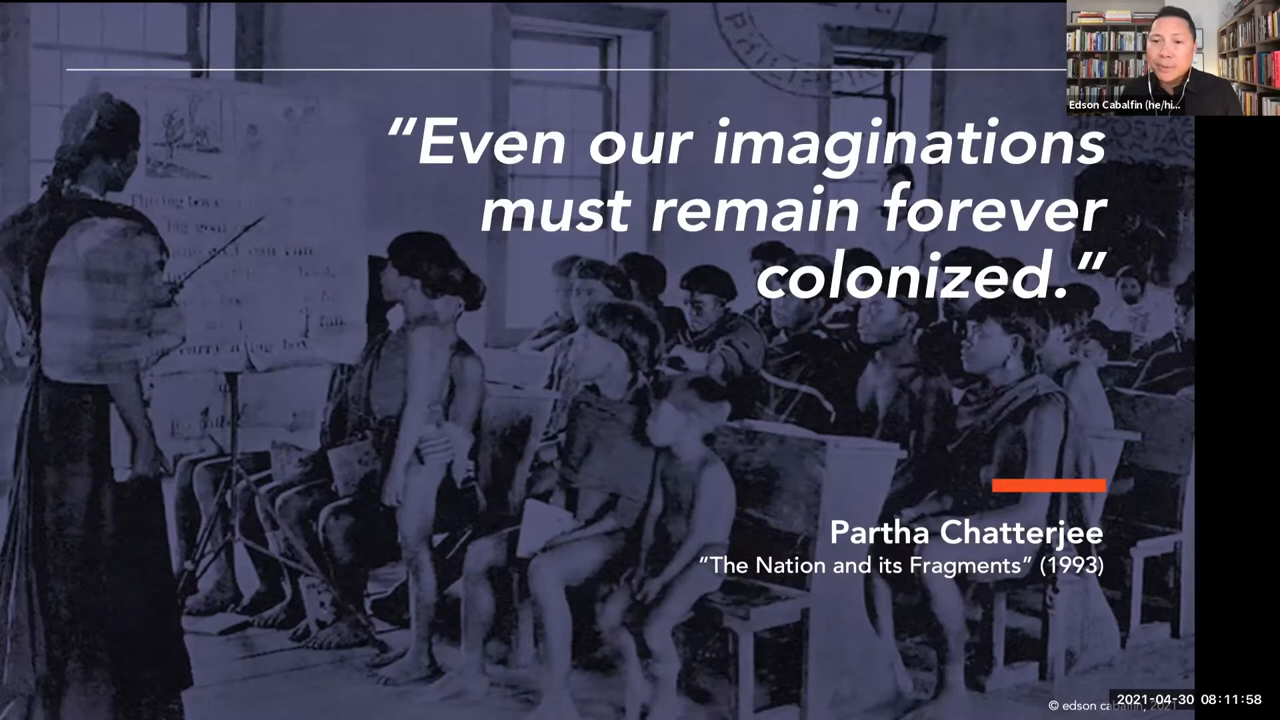 “Even our imaginations
must remain forever
colonized.”
Edson Cabalfin (he/hi...
Partha Chatterjee
“The Nation and its Fragments” (1993)
© edson cabalfin, 2021
2021-04-30 08:11:58